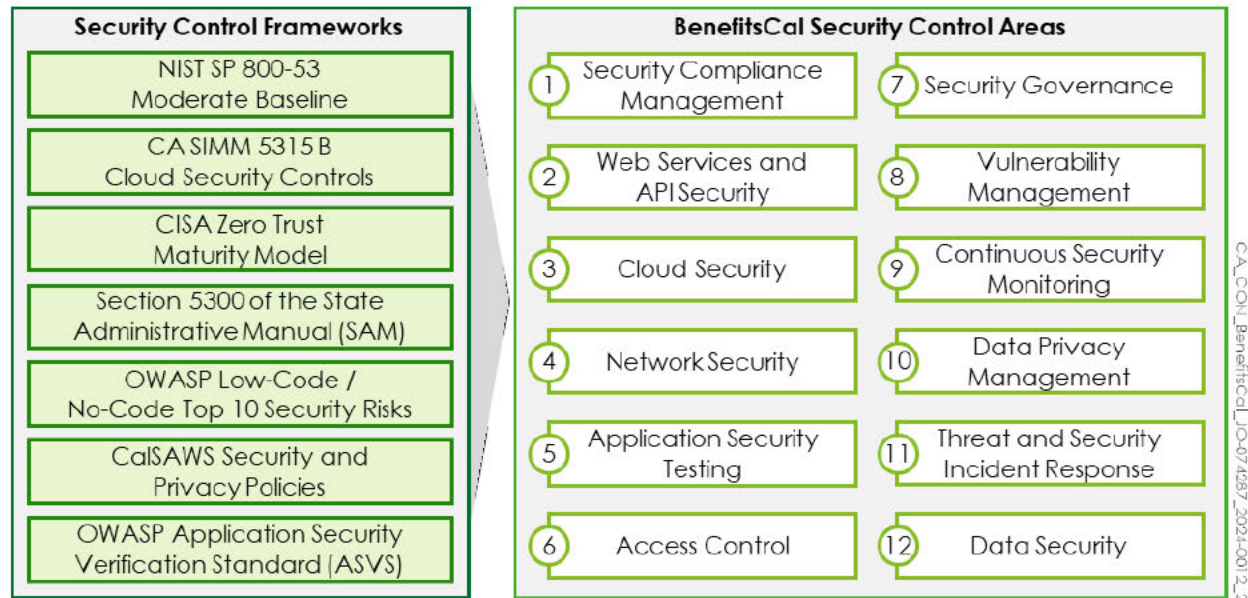 Security Control Frameworks
NIST SP 800-53
Moderate Baseline
CA SIMM 5315 B
Cloud Security Controls
CISA Zero Trust
Maturity Model
Section 5300 of the State
Administrative Manual (SAM)
OWASP Low-Code /
No-Code Top 10 Security Risks
CalSAWS Security and
Privacy Policies
OWASP Application Security
Verification Standard (ASVS)
BenefitsCal Security Control Areas
1
Security Compliance
Management
2
Web Services and
API Security
3
Cloud Security
4
Network Security
5
Application Security
Testing
6
Access Control
7
Security Governance
8
Vulnerability
Management
9
Continuous Security
Monitoring
10
Data Privacy
Management
11
Threat and Security
Incident Response
12
Data Security
CA_CON_BenefitsCal_JO-674287_2024-0012_2